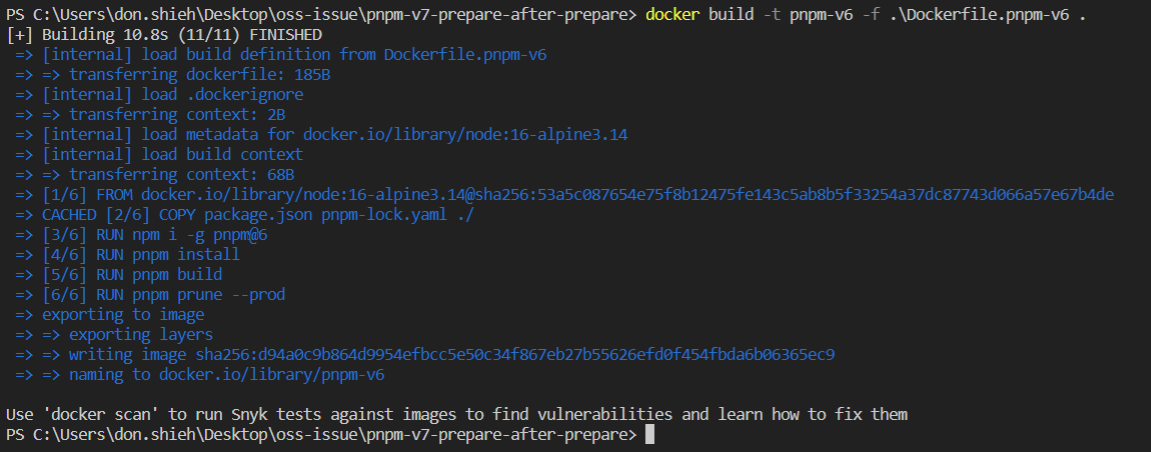 PS C:\Users\don.shieh\Desktop\oss-issue\pnpm-v7-prepare-after-prepare> docker build -t pnpm-v6 -f .\Dockerfile.pnpm-v6 .
[+] Building 10.8s (11/11) FINISHED
=> [internal] load build definition from Dockerfile.pnpm-v6
=> => transferring dockerfile: 185B
=> [internal] load .dockerignore
=> => transferring context: 2B
=> [internal] load metadata for docker.io/library/node:16-alpine3.14
=> [internal] load build context
=> => transferring context: 68B
=> [1/6] FROM docker.io/library/node:16-alpine3.14@sha256:53a5c087654e75f8b12475fe143c5ab8b5f33254a37dc87743d066a57e67b4de
=> CACHED [2/6] COPY package.json pnpm-lock.yaml ./
=> [3/6] RUN npm i -g pnpm@6
=> [4/6] RUN pnpm install
=> [5/6] RUN pnpm build
=> [6/6] RUN pnpm prune --prod
=> exporting to image
=> => exporting layers
=> => writing image sha256:d94a0c9b864d9954efbcc5e50c34f867eb27b55626efd0f454fbda6b06365ec9
=> => naming to docker.io/library/pnpm-v6
Use 'docker scan' to run Snyk tests against images to find vulnerabilities and learn how to fix them
PS C:\Users\don.shieh\Desktop\oss-issue\pnpm-v7-prepare-after-prepare>